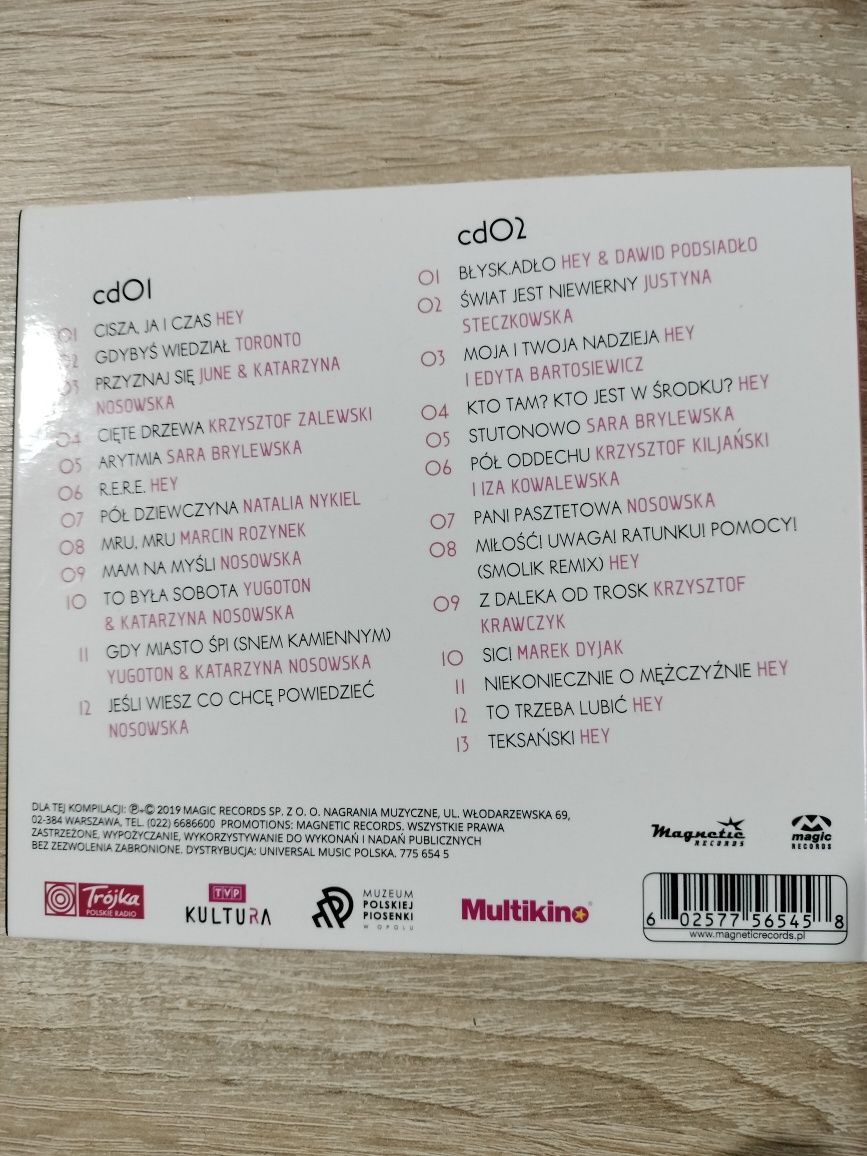 cd01
01 CISZA, JA I CZAS HEY
02 GDYBYŚ WIEDZIAŁ TORONTO
03 PRZYZNAJ SIĘ JUNE & KATARZYNA
NOSOWSKA
04 CIĘTE DRZEWA KRZYSZTOF ZALEWSKI
05 ARYTMIA SARA BRYLEWSKA
06 R.E.R.E. HEY
07 PÓŁ DZIEWCZYNA NATALIA NYKIEL
08 MRU, MRU MARCIN ROZYNEK
09 MAM NA MYŚLI NOSOWSKA
10 TO BYŁA SOBOTA YUGOTON
& KATARZYNA NOSOWSKA
11 GDY MIASTO ŚPI (SNEM KAMIENNYM)
YUGOTON & KATARZYNA NOSOWSKA
12 JEŚLI WIESZ CO CHCĘ POWIEDZIEĆ
NOSOWSKA
cd02
01 BŁYSK.ADŁO HEY & DAWID PODSIADŁO
02 ŚWIAT JEST NIEWIERNY JUSTYNA
STECZKOWSKA
03 MOJA I TWOJA NADZIEJA HEY
I EDYTA BARTOSIEWICZ
04 KTO TAM? KTO JEST W ŚRODKU? HEY
05 STUTONOWO SARA BRYLEWSKA
06 PÓŁ ODDECHU KRZYSZTOF KILJAŃSKI
I IZA KOWALEWSKA
07 PANI PASZTETOWA NOSOWSKA
08 MIŁOŚĆ! UWAGA! RATUNKU! POMOCY!
(SMOLIK REMIX) HEY
09 Z DALEKA OD TROSK KRZYSZTOF
KRAWCZYK
10 SIC! MAREK DYJAK
11 NIEKONIECZNIE O MĘŻCZYŹNIE HEY
12 TO TRZEBA LUBIĆ HEY
13 TEKSAŃSKI HEY
DLA TEJ KOMPILACJI: ℗+© 2019 MAGIC RECORDS SP. Z O. O. NAGRANIA MUZYCZNE, UL. WŁODARZEWSKA 69,
02-384 WARSZAWA, TEL. (022) 6686600 PROMOTIONS: MAGNETIC RECORDS. WSZYSTKIE PRAWA
ZASTRZEŻONE, WYPOŻYCZANIE, WYKORZYSTYWANIE DO WYKONAŃ I NADAŃ PUBLICZNYCH
BEZ ZEZWOLENIA ZABRONIONE. DYSTRYBUCJA: UNIVERSAL MUSIC POLSKA. 775 654 5
Magnetic
RECORDS
magic
RECORDS
Trójka
POLSKIE RADIO
TVP
KULTURA
MUZEUM
POLSKIEJ
PIOSENKI
W OPOLU
Multikino
6 02577 56545 8
www.magneticrecords.pl